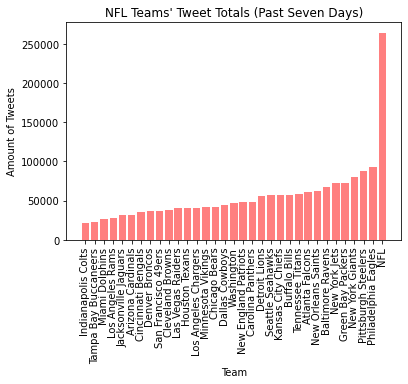 NFL Teams' Tweet Totals (Past Seven Days)
Amount of Tweets
250000
200000
150000
100000
50000
0
Indianapolis Colts
Tampa Bay Buccaneers
Miami Dolphins
Los Angeles Rams
Jacksonville Jaguars
Arizona Cardinals
Cincinnati Bengals
Denver Broncos
San Francisco 49ers
Cleveland Browns
Las Vegas Raiders
Houston Texans
Los Angeles Chargers
Minnesota Vikings
Chicago Bears
Dallas Cowboys
Washington
New England Patriots
Carolina Panthers
Detroit Lions
Seattle Seahawks
Kansas City Chiefs
Buffalo Bills
Tennessee Titans
Atlanta Falcons
New Orleans Saints
Baltimore Ravens
New York Jets
Green Bay Packers
New York Giants
Pittsburgh Steelers
Philadelphia Eagles
NFL
Team